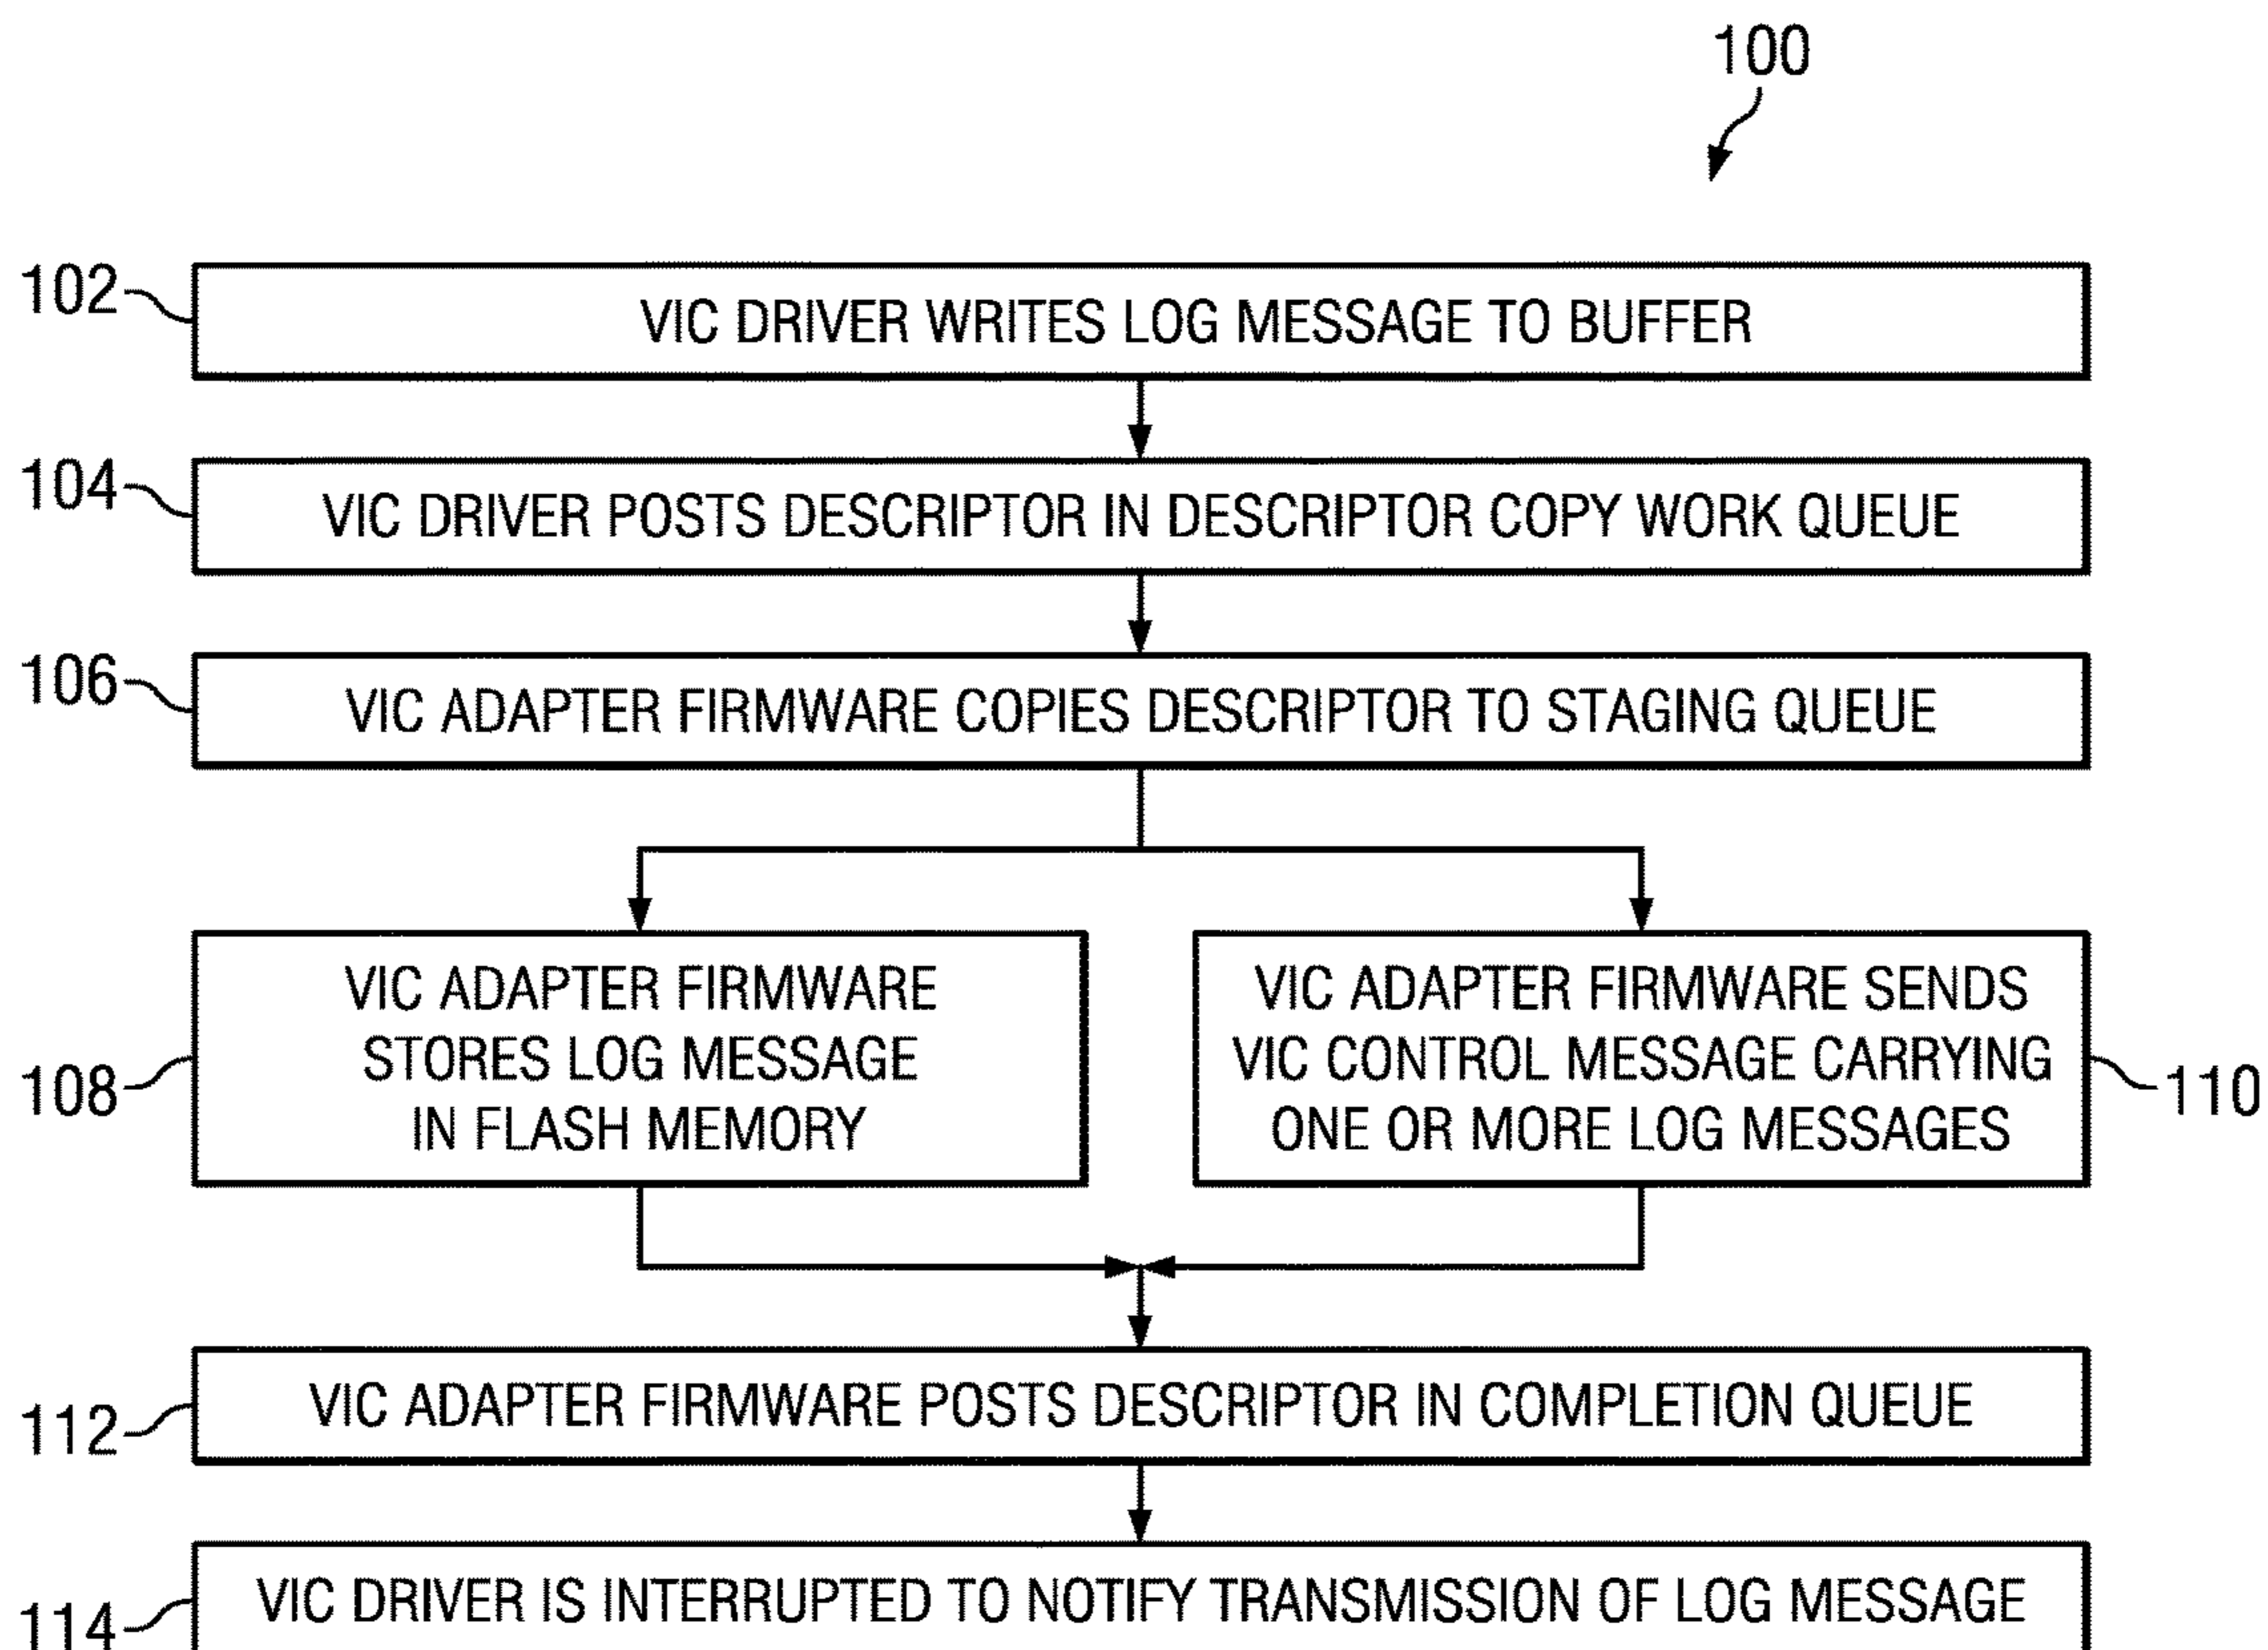 100
102
VIC DRIVER WRITES LOG MESSAGE TO BUFFER
104
VIC DRIVER POSTS DESCRIPTOR IN DESCRIPTOR COPY WORK QUEUE
106
VIC ADAPTER FIRMWARE COPIES DESCRIPTOR TO STAGING QUEUE
108
VIC ADAPTER FIRMWARE
STORES LOG MESSAGE
IN FLASH MEMORY
VIC ADAPTER FIRMWARE SENDS
VIC CONTROL MESSAGE CARRYING
ONE OR MORE LOG MESSAGES
110
112
VIC ADAPTER FIRMWARE POSTS DESCRIPTOR IN COMPLETION QUEUE
114
VIC DRIVER IS INTERRUPTED TO NOTIFY TRANSMISSION OF LOG MESSAGE